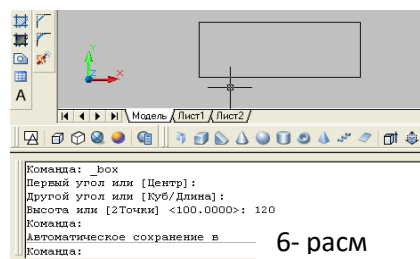 Y
Z
X
A
Модель / Лист1 / Лист2 /
Команда: _box
Первый угол или [Центр]:
Другой угол или [Куб/Длина]:
Высота или [2Точки] <100.0000>: 120
Команда:
Автоматическое сохранение в
Команда:
6- расм